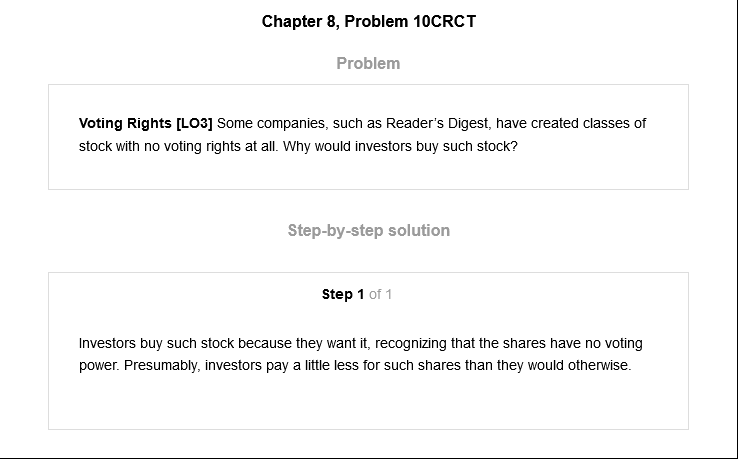 Chapter 8, Problem 10CRCT
Problem
Voting Rights [LO3] Some companies, such as Reader's Digest, have created classes of
stock with no voting rights at all. Why would investors buy such stock?
Step-by-step solution
Step 1 of 1
Investors buy such stock because they want it, recognizing that the shares have no voting
power. Presumably, investors pay a little less for such shares than they would otherwise.